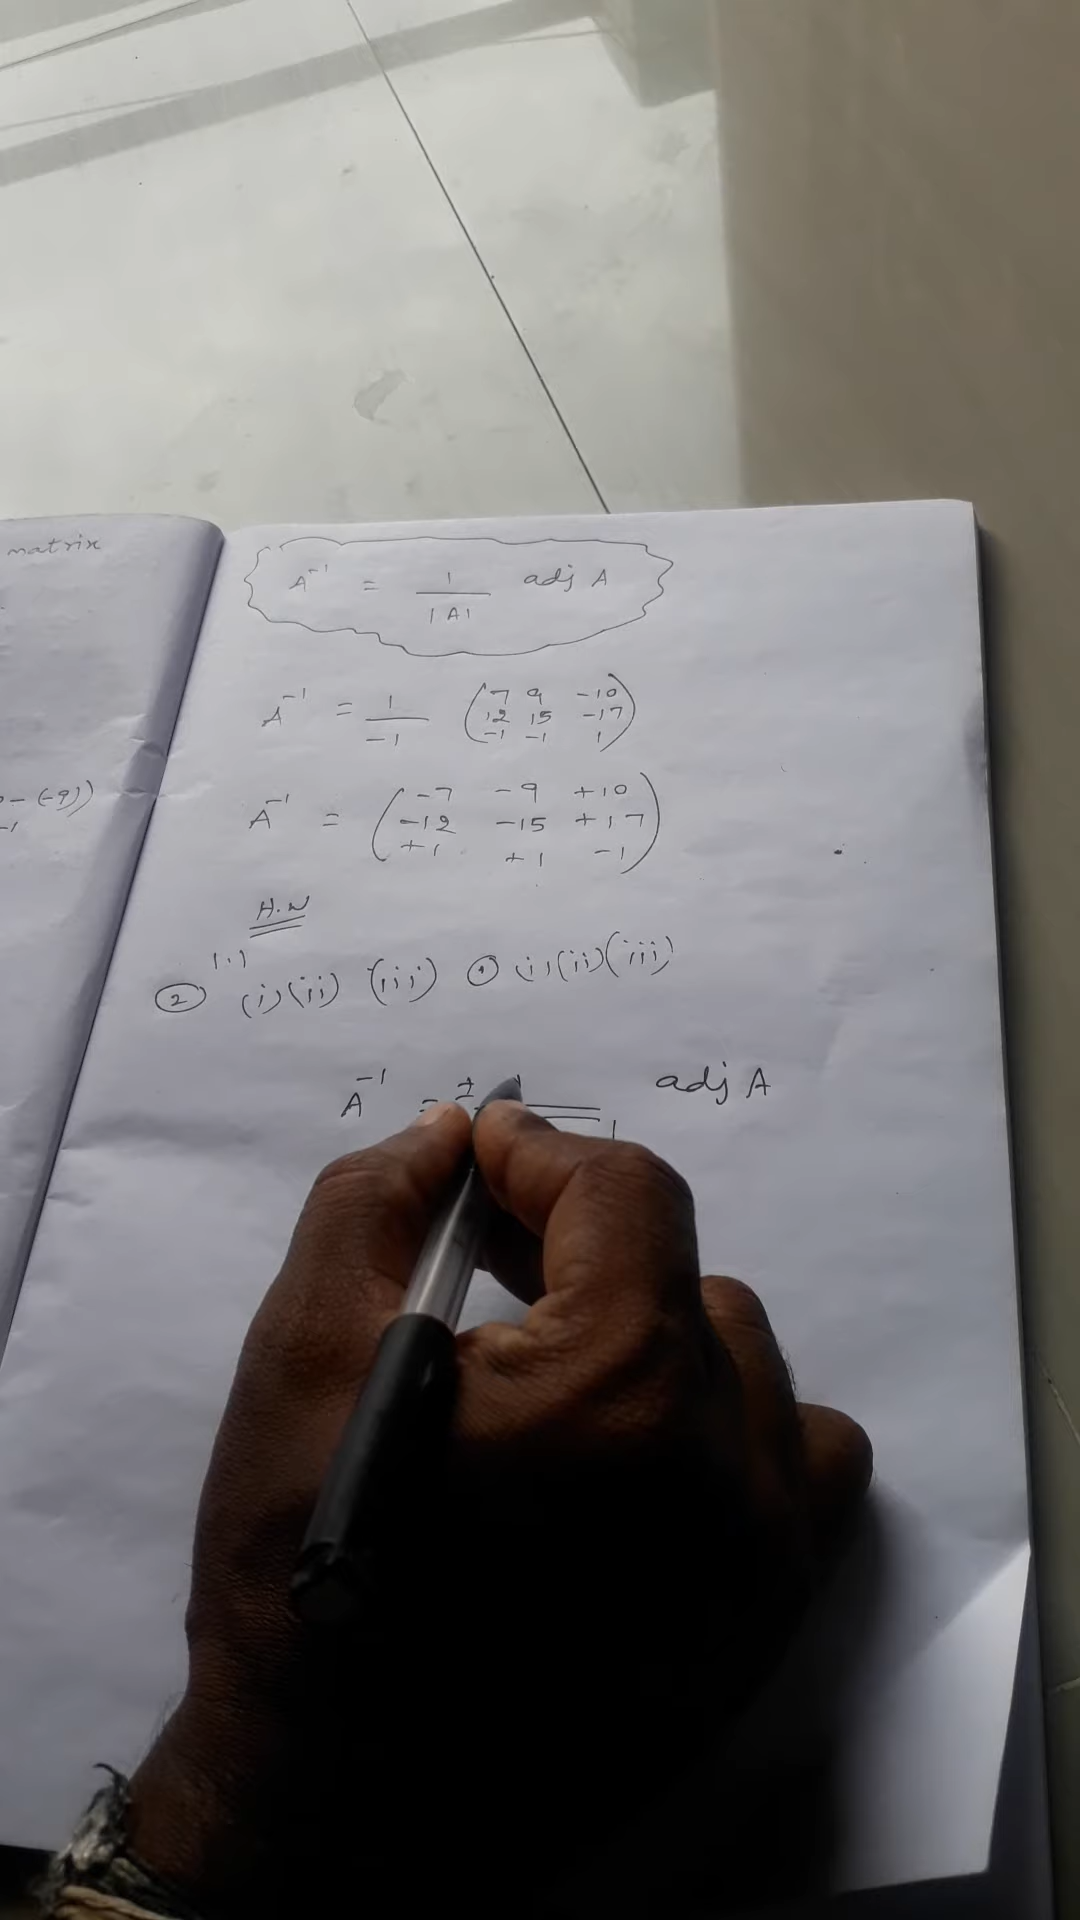 matrix
A⁻¹ = 1 adj A
|A|
A⁻¹ = 1
-1
7 9 -10
12 15 -17
-1 -1 1
- (-9))
-1
A⁻¹ =
-7 -9 +10
-12 -15 +17
+1 +1 -1
H.W
1.1
② (i)(ii) (iii) (i)(ii)(iii)
A⁻¹ = ± 1 adj A